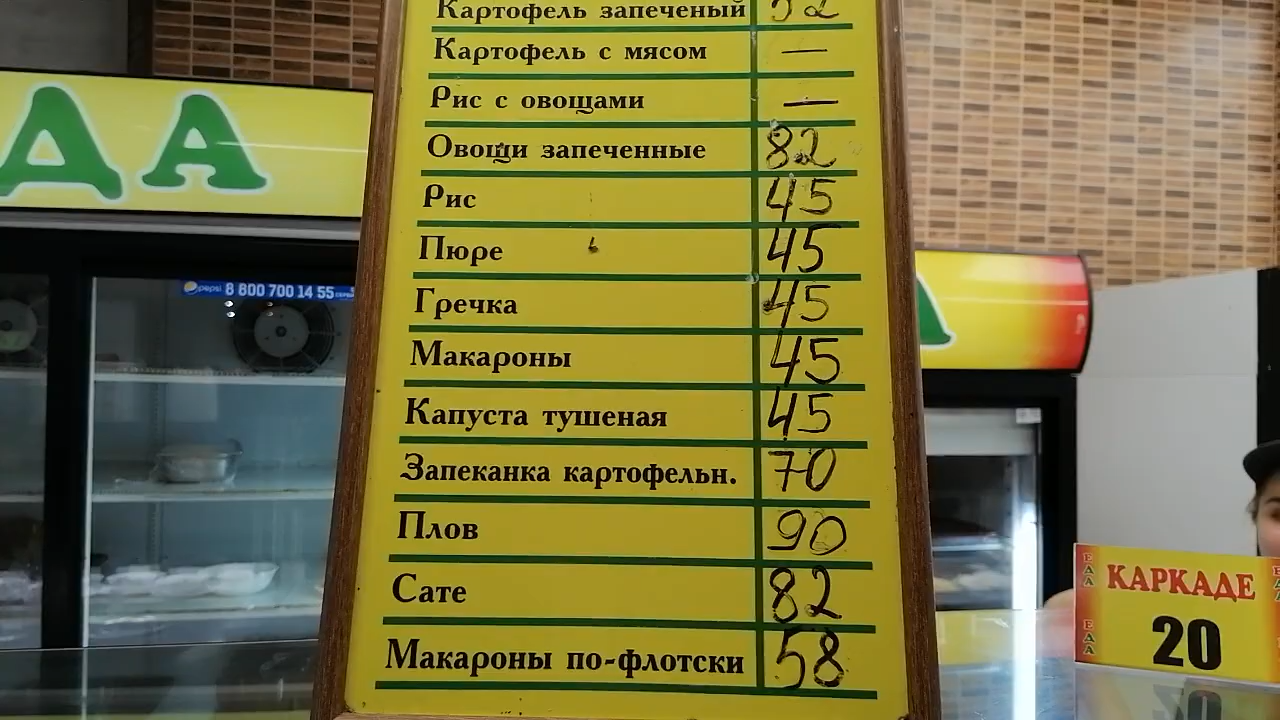 Картофель запеченый 52
Картофель с мясом —
Рис с овощами —
Овощи запеченные 82
Рис 45
Пюре 45
Гречка 45
Макароны 45
Капуста тушеная 45
Запеканка картофельн. 70
Плов 90
Сате 82
Макароны по-флотски 58
ДА
А
pepsi 8 800 700 14 55
ЕДА
ЕДА
КАРКАДЕ
20